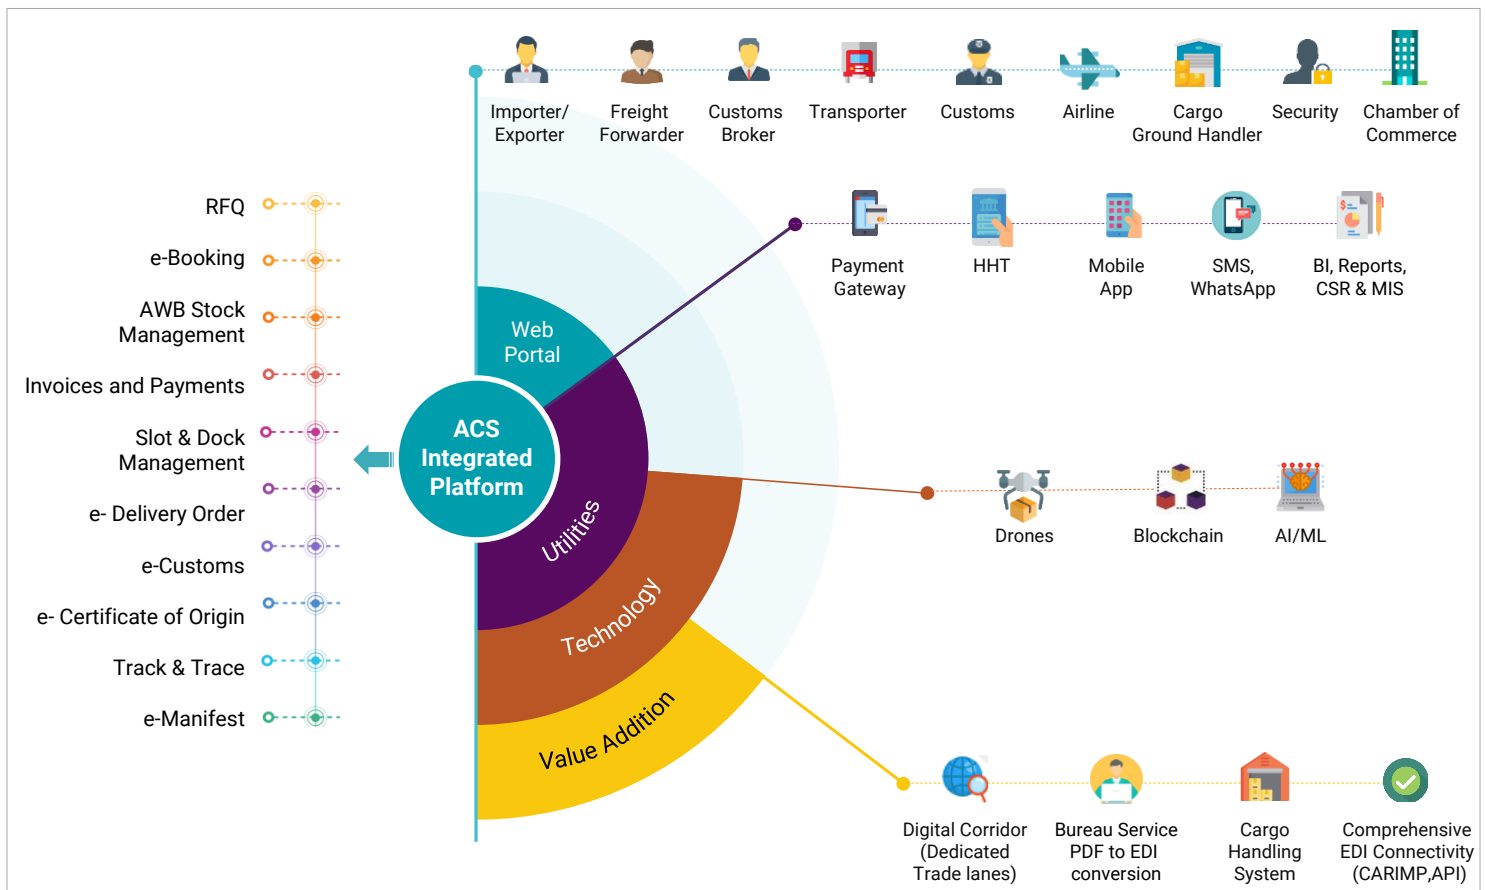 Importer/
Exporter
Freight
Forwarder
Customs
Broker
Transporter
Customs
Airline
Cargo
Ground Handler
Security
Chamber of
Commerce
Payment
Gateway
HHT
Mobile
App
SMS,
WhatsApp
BI, Reports,
CSR & MIS
RFQ
e-Booking
AWB Stock
Management
Invoices and Payments
Slot & Dock
Management
e- Delivery Order
e-Customs
e- Certificate of Origin
Track & Trace
e-Manifest
Web
Portal
ACS
Integrated
Platform
Utilities
Technology
Value Addition
Drones
Blockchain
AI/ML
Digital Corridor
(Dedicated
Trade lanes)
Bureau Service
PDF to EDI
conversion
Cargo
Handling
System
Comprehensive
EDI Connectivity
(CARIMP,API)